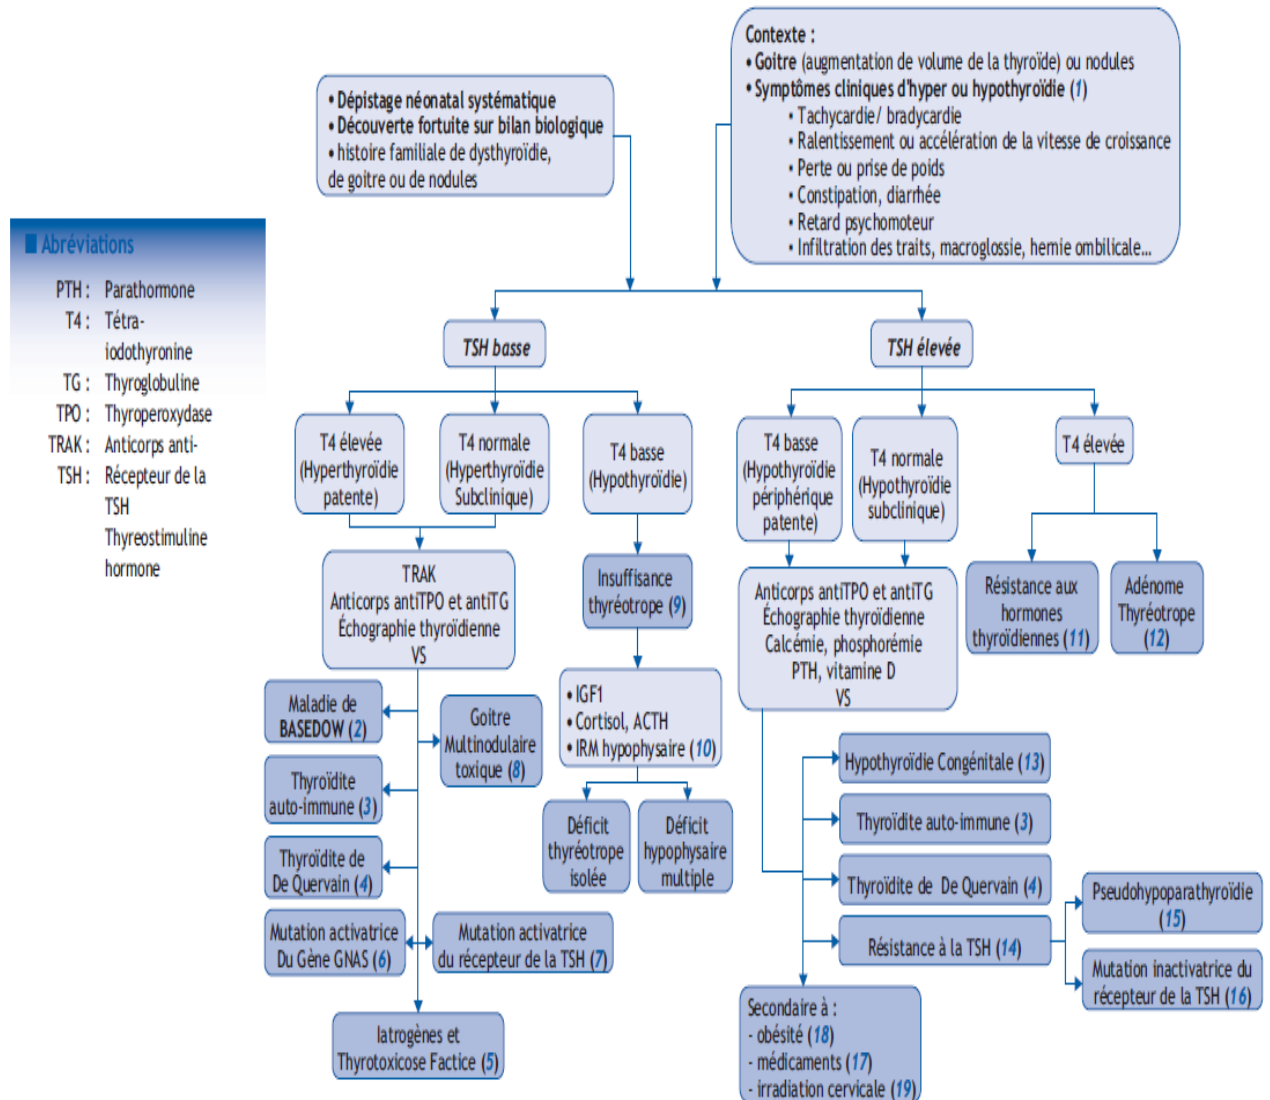 Contexte :
• Goitre (augmentation de volume de la thyroïde) ou nodules
• Symptômes cliniques d'hyper ou hypothyroïdie (1)
• Tachycardie/ bradycardie
• Ralentissement ou accélération de la vitesse de croissance
• Perte ou prise de poids
• Constipation, diarrhée
• Retard psychomoteur
• Infiltration des traits, macroglossie, hernie ombilicale...
• Dépistage néonatal systématique
• Découverte fortuite sur bilan biologique
• histoire familiale de dysthyroïdie,
de goitre ou de nodules
■ Abréviations
PTH : Parathormone
T4 : Tétra-
iodothyronine
TG : Thyroglobuline
TPO : Thyroperoxydase
TRAK : Anticorps anti-
TSH : Récepteur de la
TSH
Thyreostimuline
hormone
TSH basse
TSH élevée
T4 élevée
(Hyperthyroïdie
patente)
T4 normale
(Hyperthyroïdie
Subclinique)
T4 basse
(Hypothyroïdie)
T4 basse
(Hypothyroïdie
périphérique
patente)
T4 normale
(Hypothyroïdie
subclinique)
T4 élevée
TRAK
Anticorps antiTPO et antiTG
Échographie thyroïdienne
VS
Insuffisance
thyréotrope (9)
Anticorps antiTPO et antiTG
Échographie thyroïdienne
Calcémie, phosphorémie
PTH, vitamine D
VS
Résistance aux
hormones
thyroïdiennes (11)
Adénome
Thyréotrope
(12)
Maladie de
BASEDOW (2)
Goitre
Multinodulaire
toxique (8)
• IGF1
• Cortisol, ACTH
• IRM hypophysaire (10)
Thyroïdite
auto-immune (3)
Déficit
thyréotrope
isolée
Déficit
hypophysaire
multiple
Hypothyroïdie Congénitale (13)
Thyroïdite auto-immune (3)
Thyroïdite de
De Quervain (4)
Thyroïdite de De Quervain (4)
Mutation activatrice
Du Gène GNAS (6)
Mutation activatrice
du récepteur de la TSH (7)
Résistance à la TSH (14)
Pseudohypoparathyroïdie
(15)
Mutation inactivatrice du
récepteur de la TSH (16)
Iatrogènes et
Thyrotoxicose Factice (5)
Secondaire à :
- obésité (18)
- médicaments (17)
- irradiation cervicale (19)